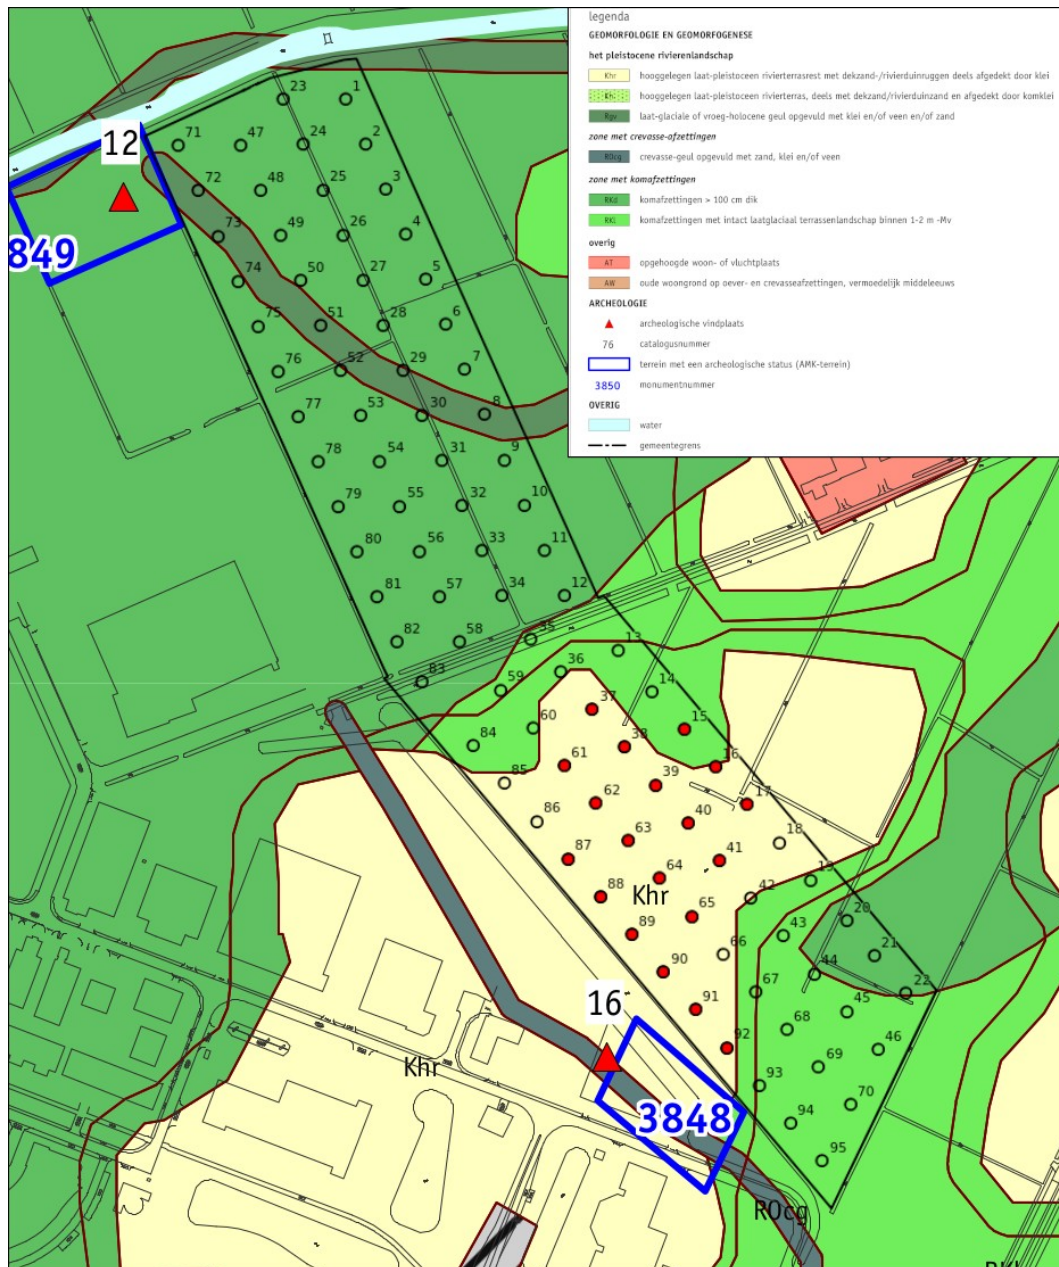 legenda
GEOMORFOLOGIE EN GEOMORFOGENESE
het pleistocene rivierenlandschap
Khr hooggelegen laat-pleistoceen rivierterrasrest met dekzand-/rivierduinruggen deels afgedekt door klei
Kh hooggelegen laat-pleistoceen rivierterras, deels met dekzand/rivierduinzand en afgedekt door komklei
Rgv laat-glaciale of vroeg-holocene geul opgevuld met klei en/of veen en/of zand
zone met crevasse-afzettingen
ROcg crevasse-geul opgevuld met zand, klei en/of veen
zone met komafzettingen
RKd komafzettingen > 100 cm dik
RKl komafzettingen met intact laatglaciaal terrassenlandschap binnen 1-2 m -Mv
overig
AT opgehoogde woon- of vluchtplaats
AW oude woongrond op oever- en crevasseafzettingen, vermoedelijk middeleeuws
ARCHEOLOGIE
archeologische vindplaats
76 catalogusnummer
terrein met een archeologische status (AMK-terrein)
3850 monumentnummer
OVERIG
water
gemeentegrens
23 1
12 71 47 24 2
72 48 25 3
849 73 49 26 4
74 50 27 5
75 51 28 6
76 52 29 7
77 53 30 8
78 54 31 9
79 55 32 10
80 56 33 11
81 57 34 12
82 58 35 13
83 59 36 14
84 60 37 15
85 61 38 16
86 62 39 17
87 63 40 18
88 64 41 19
Khr
89 65 42 20
90 66 43 21
91 67 44 22
16 92 68 45
Khr 93 69 46
3848 94 70
95
ROcg